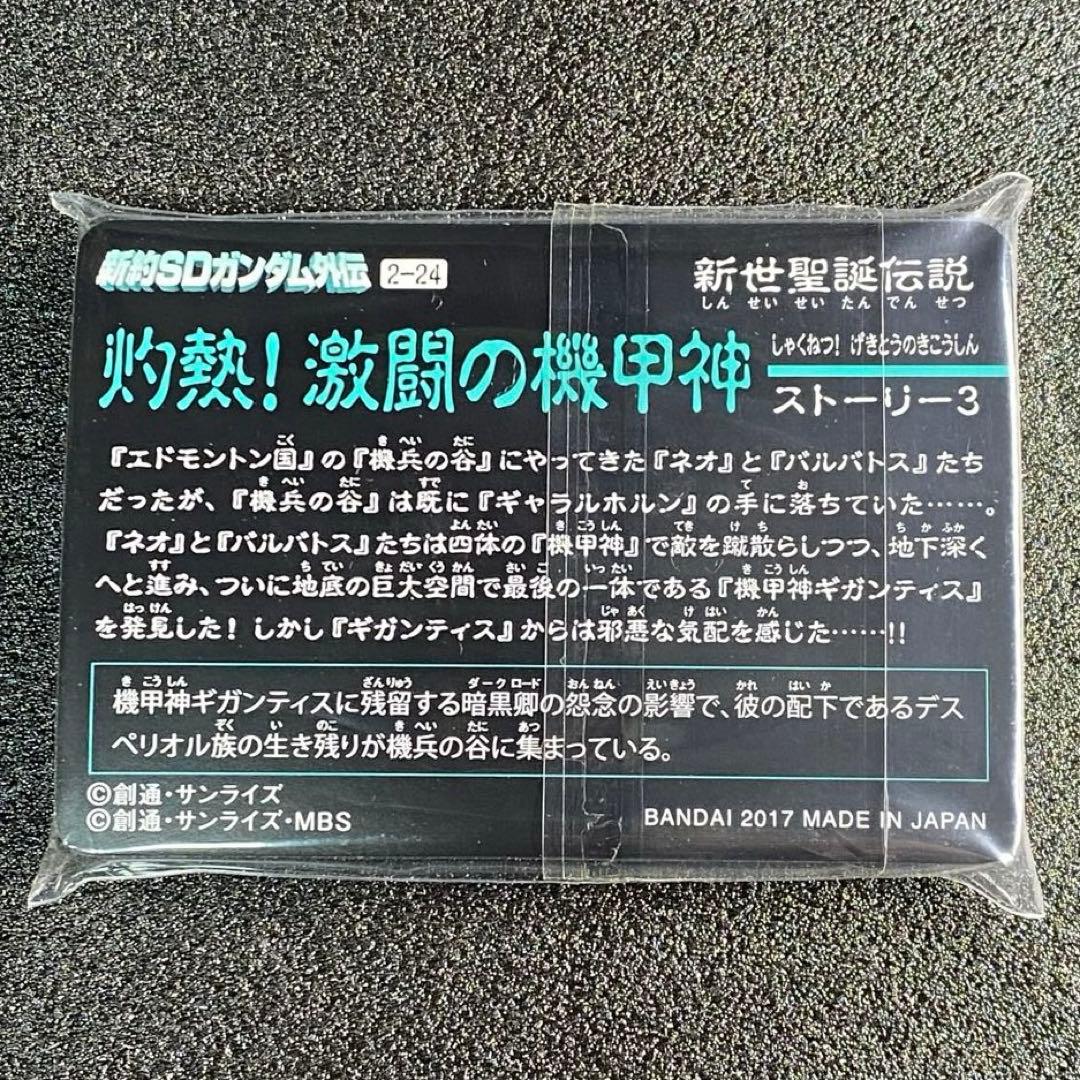 新約SDガンダム外伝 2-24
新世聖誕伝説
しんせいせいたんでんせつ
灼熱!激闘の機甲神
しゃくねつ! げきとうのきこうしん
ストーリー3
『エドモントン国』の『機兵の谷』にやってきた『ネオ』と『バルバトス』たち
だったが、『機兵の谷』は既に『ギャラルホルン』の手に落ちていた……。
『ネオ』と『バルバトス』たちは四体の『機甲神』で敵を蹴散らしつつ、地下深く
へと進み、ついに地底の巨大空間で最後の一体である『機甲神ギガンティス』
を発見した! しかし『ギガンティス』からは邪悪な気配を感じた……!!
機甲神ギガンティスに残留する暗黒卿の怨念の影響で、彼の配下であるデス
ペリオル族の生き残りが機兵の谷に集まっている。
©創通・サンライズ
©創通・サンライズ・MBS
BANDAI 2017 MADE IN JAPAN